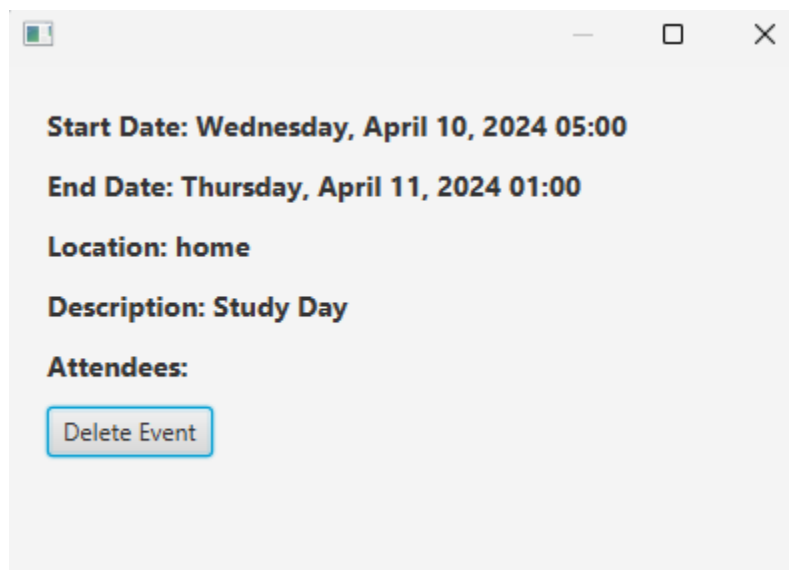 Start Date: Wednesday, April 10, 2024 05:00
End Date: Thursday, April 11, 2024 01:00
Location: home
Description: Study Day
Attendees:
Delete Event